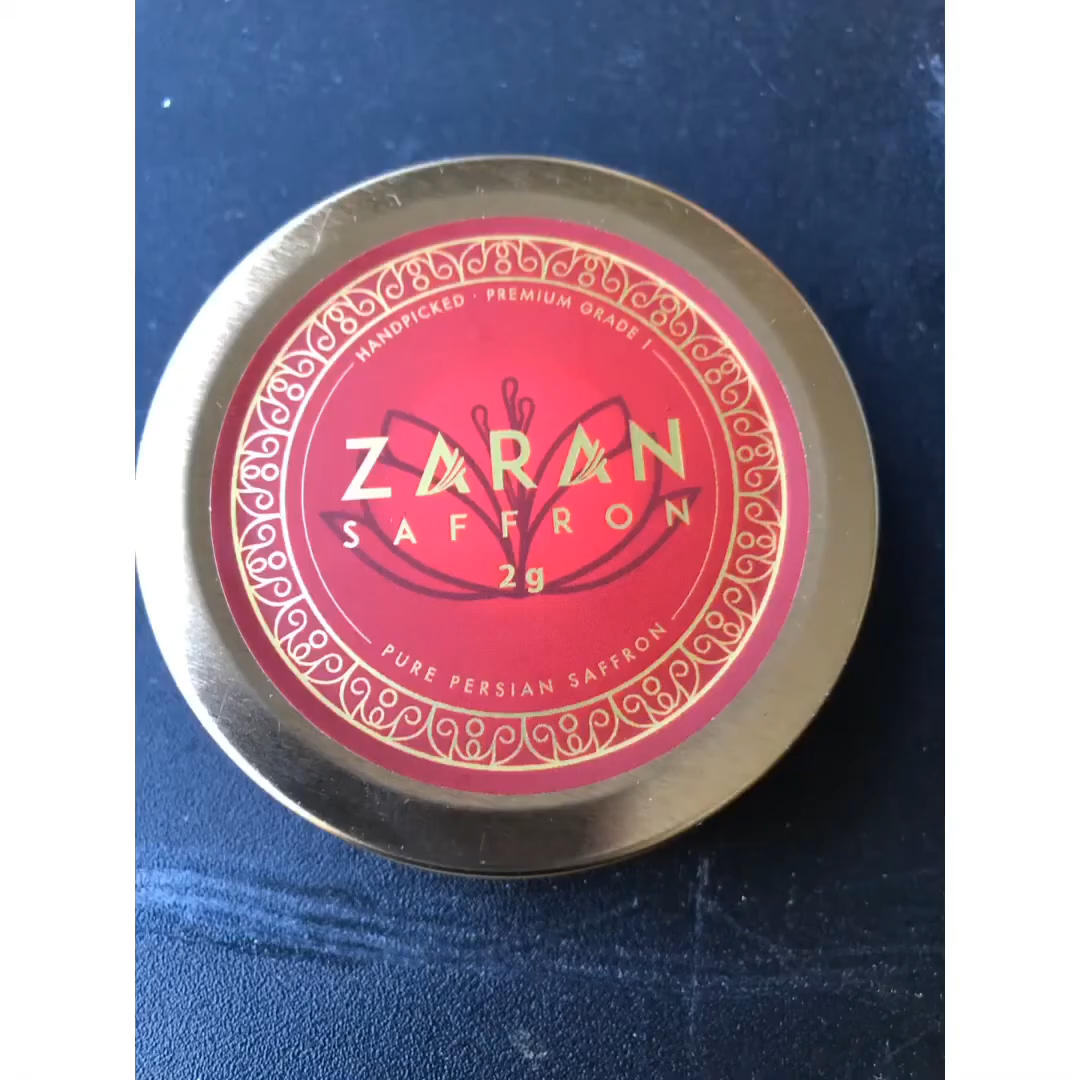 HANDPICKED · PREMIUM GRADE I
ZARAN
SAFFRON
2g
PURE PERSIAN SAFFRON